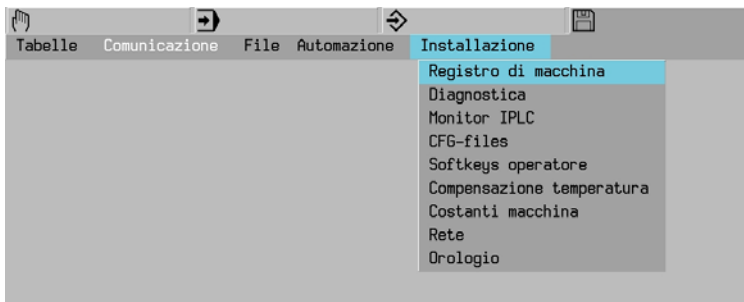 Tabelle Comunicazione File Automazione Installazione
Registro di macchina
Diagnostica
Monitor IPLC
CFG-files
Softkeys operatore
Compensazione temperatura
Costanti macchina
Rete
Orologio